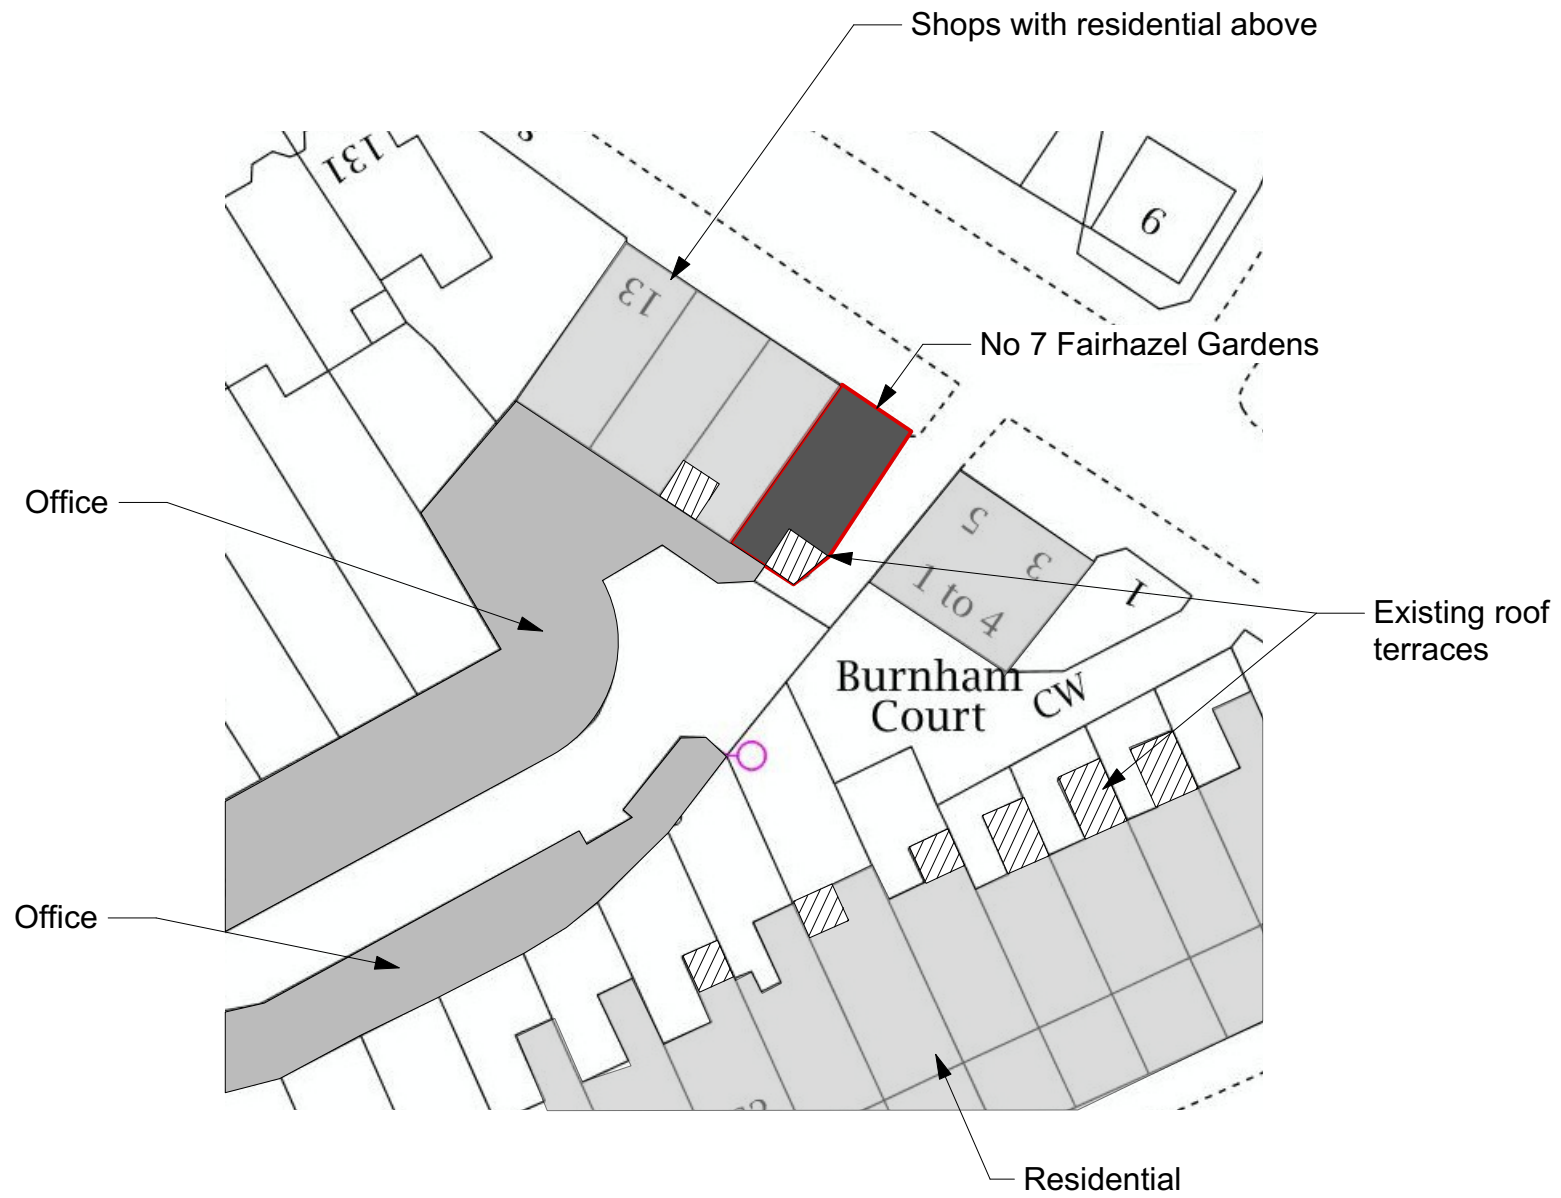 Shops with residential above
131
6
13
No 7 Fairhazel Gardens
Office
5
3
1
1 to 4
Existing roof
terraces
Burnham
Court
CW
Office
Residential